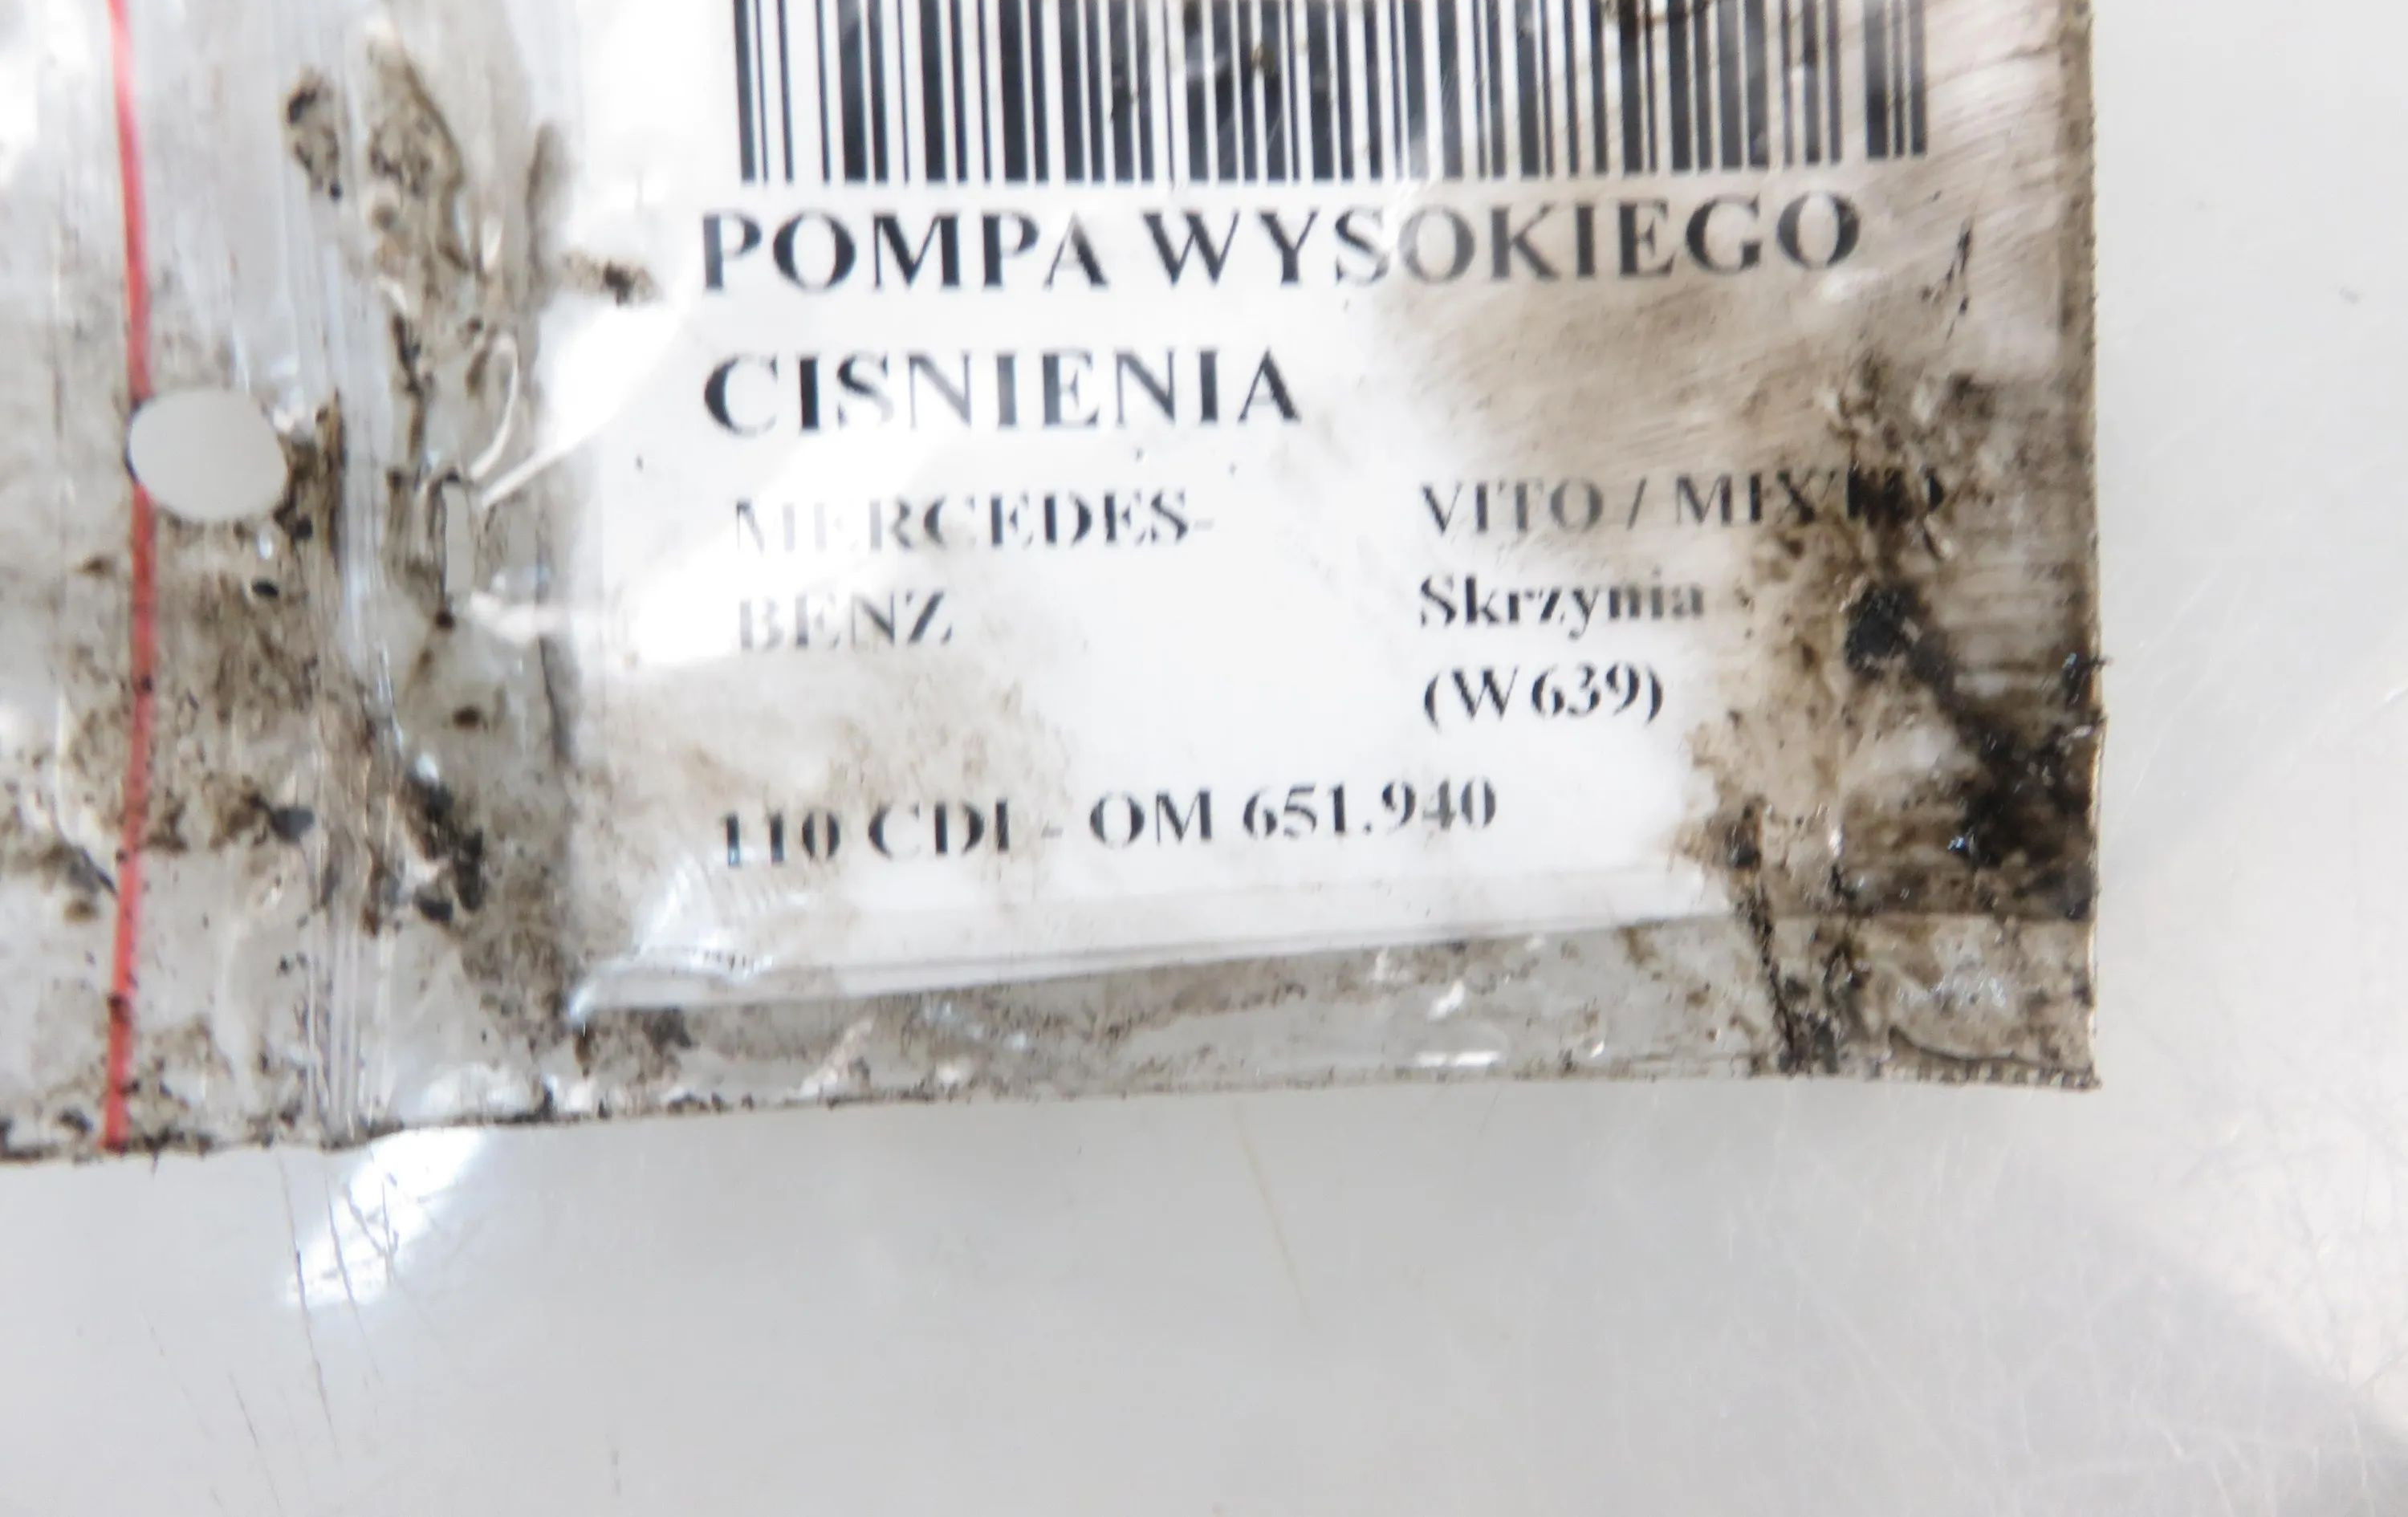 POMPA WYSOKIEGO
CISNIENIA
MERCEDES-
BENZ
VITO / MIXTO
Skrzynia
(W639)
110 CDI - OM 651.940